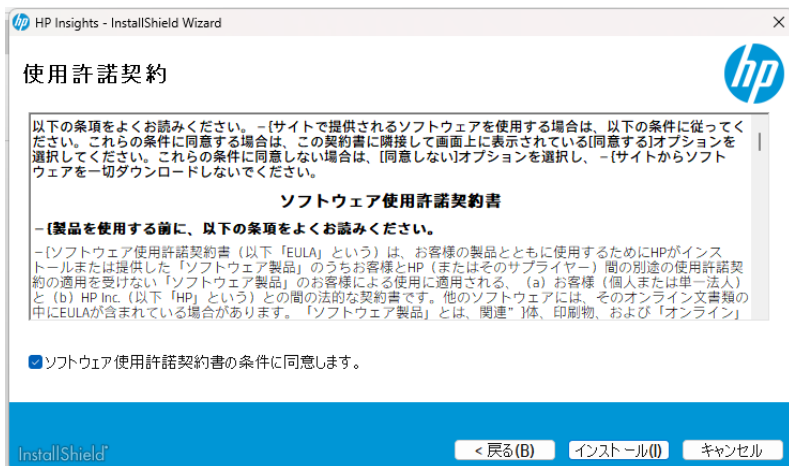 HP Insights - InstallShield Wizard
使用許諾契約
hp
以下の条項をよくお読みください。 −{サイトで提供されるソフトウェアを使用する場合は、以下の条件に従ってく
ださい。これらの条件に同意する場合は、この契約書に隣接して画面上に表示されている[同意する]オプションを
選択してください。これらの条件に同意しない場合は、[同意しない]オプションを選択し、 −{サイトからソフト
ウェアを一切ダウンロードしないでください。
ソフトウェア使用許諾契約書
−{製品を使用する前に、以下の条項をよくお読みください。
−{ソフトウェア使用許諾契約書（以下「EULA」という）は、お客様の製品とともに使用するためにHPがインス
トールまたは提供した「ソフトウェア製品」のうちお客様とHP（またはそのサプライヤー）間の別途の使用許諾契
約の適用を受けない「ソフトウェア製品」のお客様による使用に適用される、（a）お客様（個人または単一法人）
と（b）HP Inc.（以下「HP」という）との間の法的な契約書です。他のソフトウェアには、そのオンライン文書類の
中にEULAが含まれている場合があります。「ソフトウェア製品」とは、関連”}体、印刷物、および「オンライン」
ソフトウェア使用許諾契約書の条件に同意します。
InstallShield
< 戻る(B) インストール(I) キャンセル